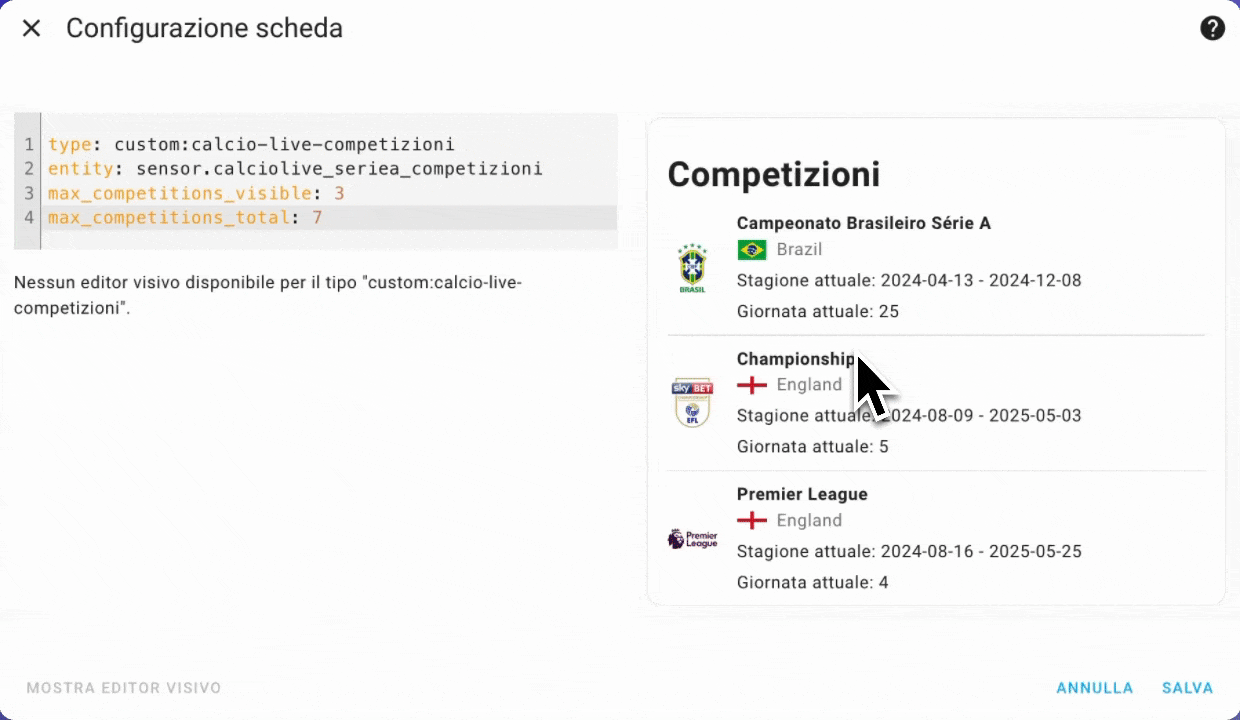 Configurazione scheda
1 type: custom:calcio-live-competizioni
2 entity: sensor.calciolive_seriea_competizioni
3 max_competitions_visible: 3
4 max_competitions_total: 7
Nessun editor visivo disponibile per il tipo "custom:calcio-live-
competizioni".
Competizioni
Campeonato Brasileiro Série A
BRASIL
Brazil
Stagione attuale: 2024-04-13 - 2024-12-08
Giornata attuale: 25
Championship
sky BET
EFL
England
Stagione attuale: 2024-08-09 - 2025-05-03
Giornata attuale: 5
Premier League
Premier
League
England
Stagione attuale: 2024-08-16 - 2025-05-25
Giornata attuale: 4
MOSTRA EDITOR VISIVO
ANNULLA SALVA